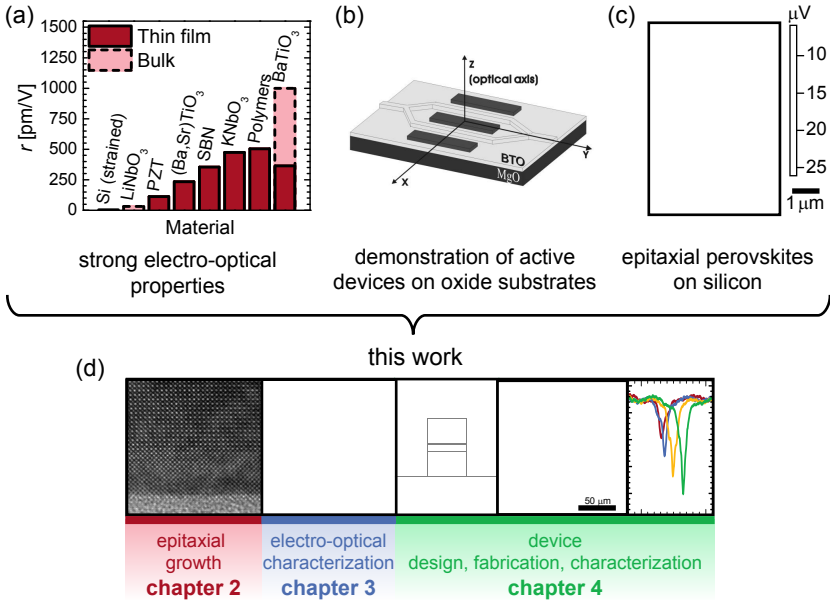 (a)
1500
1250
1000
750
500
250
0
r [pm/V]
Thin film
Bulk
Si (strained)
LiNbO₃
PZT
(Ba,Sr)TiO₃
SBN
KNbO₃
Polymers
BaTiO₃
Material
strong electro-optical
properties
(b)
z
(optical axis)
Y
X
BTO
MgO
demonstration of active
devices on oxide substrates
(c)
μV
10
15
20
25
1 μm
epitaxial perovskites
on silicon
this work
(d)
50 μm
epitaxial
growth
chapter 2
electro-optical
characterization
chapter 3
device
design, fabrication, characterization
chapter 4